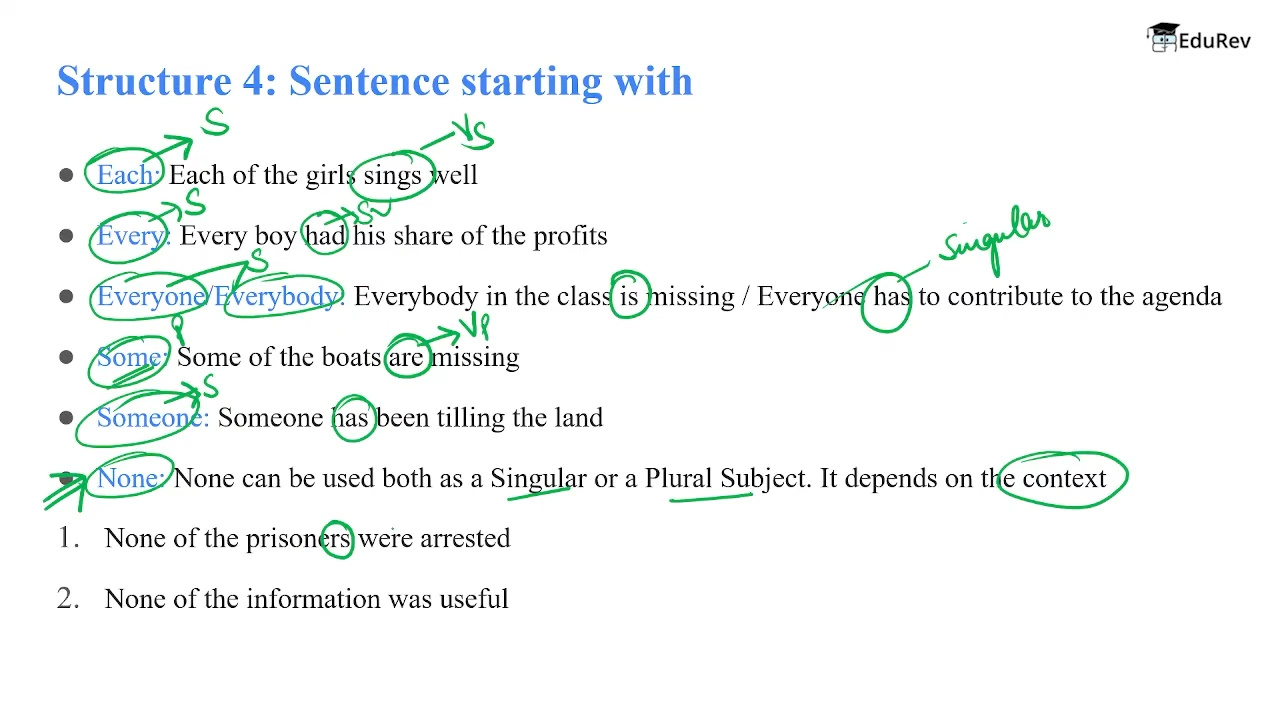 EduRev
Structure 4: Sentence starting with
S
VS
● Each: Each of the girls sings well
S
SV
● Every: Every boy had his share of the profits
S
singular
● Everyone/Everybody: Everybody in the class is missing / Everyone has to contribute to the agenda
P
VP
● Some: Some of the boats are missing
S
● Someone: Someone has been tilling the land
● None: None can be used both as a Singular or a Plural Subject. It depends on the context
1. None of the prisoners were arrested
2. None of the information was useful